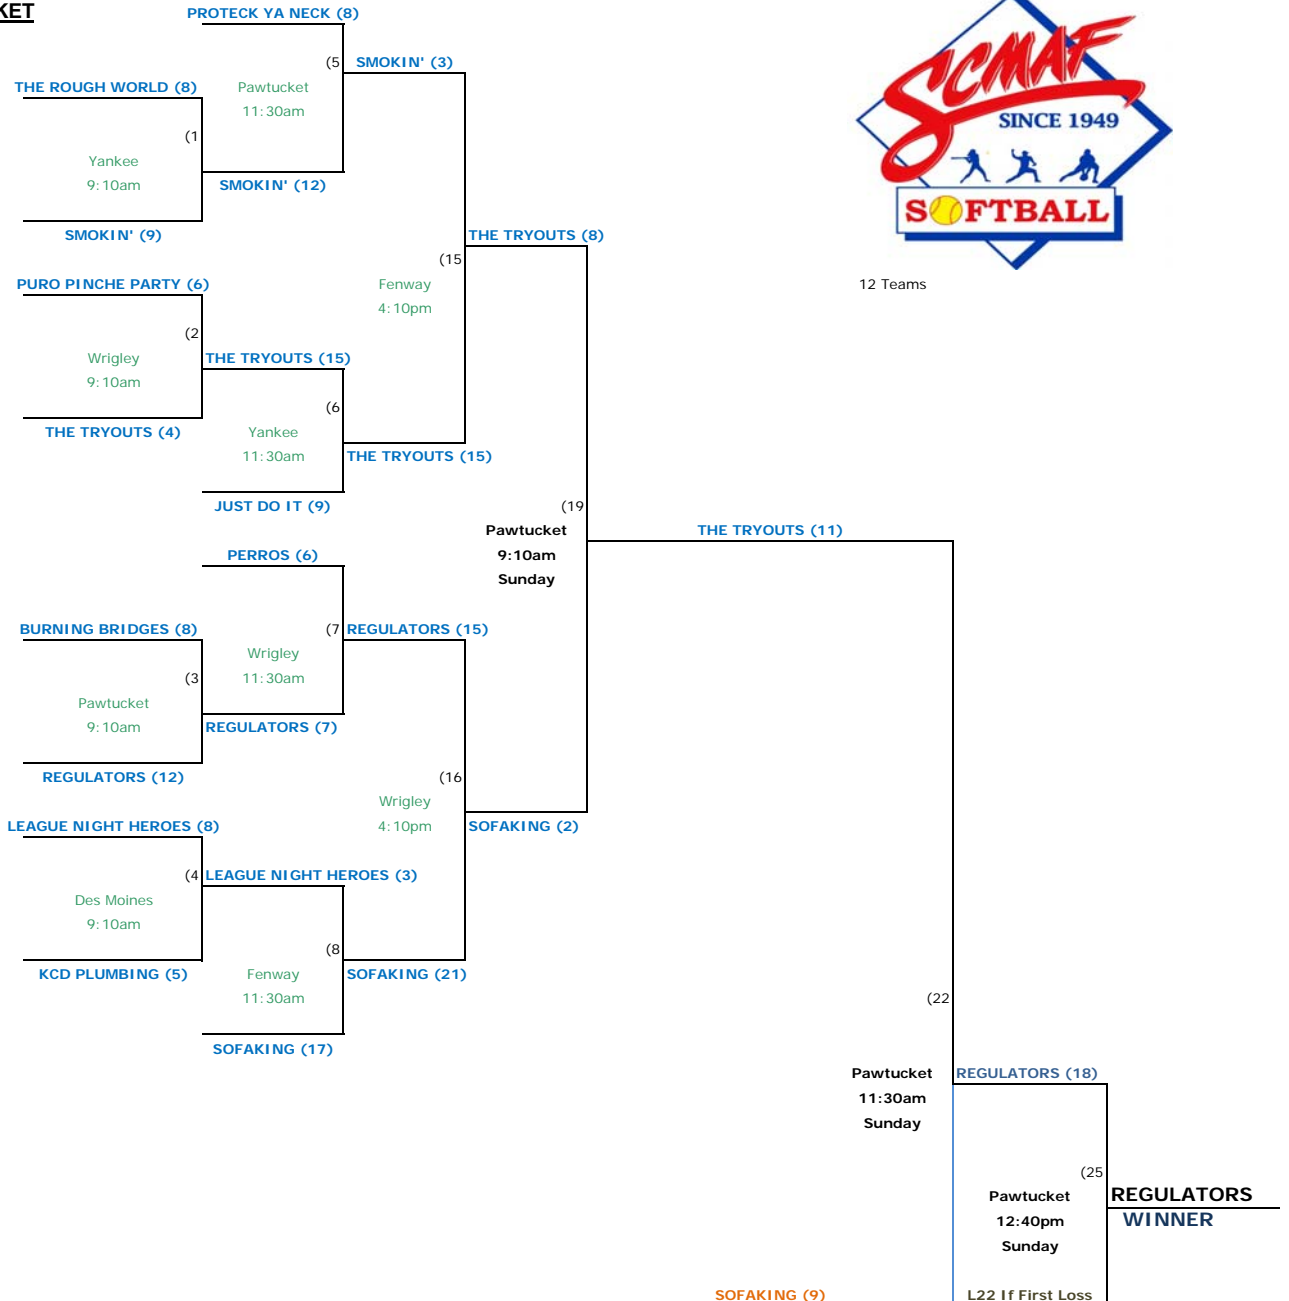 KET
PROTECK YA NECK (8)
(5
SMOKIN' (3)
THE ROUGH WORLD (8)
Pawtucket
11:30am
(1
Yankee
9:10am
SMOKIN' (12)
SMOKIN' (9)
SCMAF
SINCE 1949
SOFTBALL
12 Teams
THE TRYOUTS (8)
(15
Fenway
4:10pm
PURO PINCHE PARTY (6)
(2
Wrigley
9:10am
THE TRYOUTS (15)
(6
THE TRYOUTS (4)
Yankee
11:30am
THE TRYOUTS (15)
JUST DO IT (9)
(19
Pawtucket
9:10am
Sunday
THE TRYOUTS (11)
PERROS (6)
BURNING BRIDGES (8)
(7
REGULATORS (15)
Wrigley
11:30am
(3
Pawtucket
9:10am
REGULATORS (7)
REGULATORS (12)
(16
Wrigley
4:10pm
SOFAKING (2)
LEAGUE NIGHT HEROES (8)
(4
LEAGUE NIGHT HEROES (3)
Des Moines
9:10am
(8
KCD PLUMBING (5)
Fenway
11:30am
SOFAKING (21)
SOFAKING (17)
(22
Pawtucket
11:30am
Sunday
REGULATORS (18)
(25
Pawtucket
12:40pm
Sunday
REGULATORS
WINNER
SOFAKING (9)
L22 If First Loss